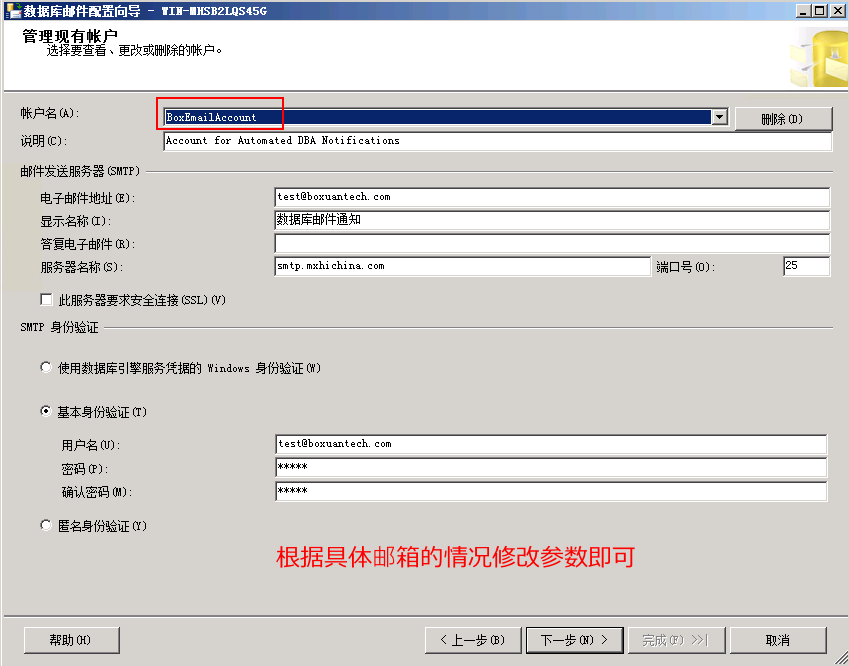 数据库邮件配置向导 - WIN-MHSB2LQS45G
管理现有帐户
选择要查看、更改或删除的帐户。
帐户名(A): BoxEmailAccount 删除(D)
说明(C): Account for Automated DBA Notifications
邮件发送服务器(SMTP)
电子邮件地址(E): test@boxuantech.com
显示名称(I): 数据库邮件通知
答复电子邮件(R):
服务器名称(S): smtp.mxhichina.com 端口号(O): 25
此服务器要求安全连接(SSL)(V)
SMTP 身份验证
使用数据库引擎服务凭据的 Windows 身份验证(W)
基本身份验证(T)
用户名(U): test@boxuantech.com
密码(P): *****
确认密码(M): *****
匿名身份验证(Y)
根据具体邮箱的情况修改参数即可
帮助(H) < 上一步(B) 下一步(N) > 完成(F) >>| 取消